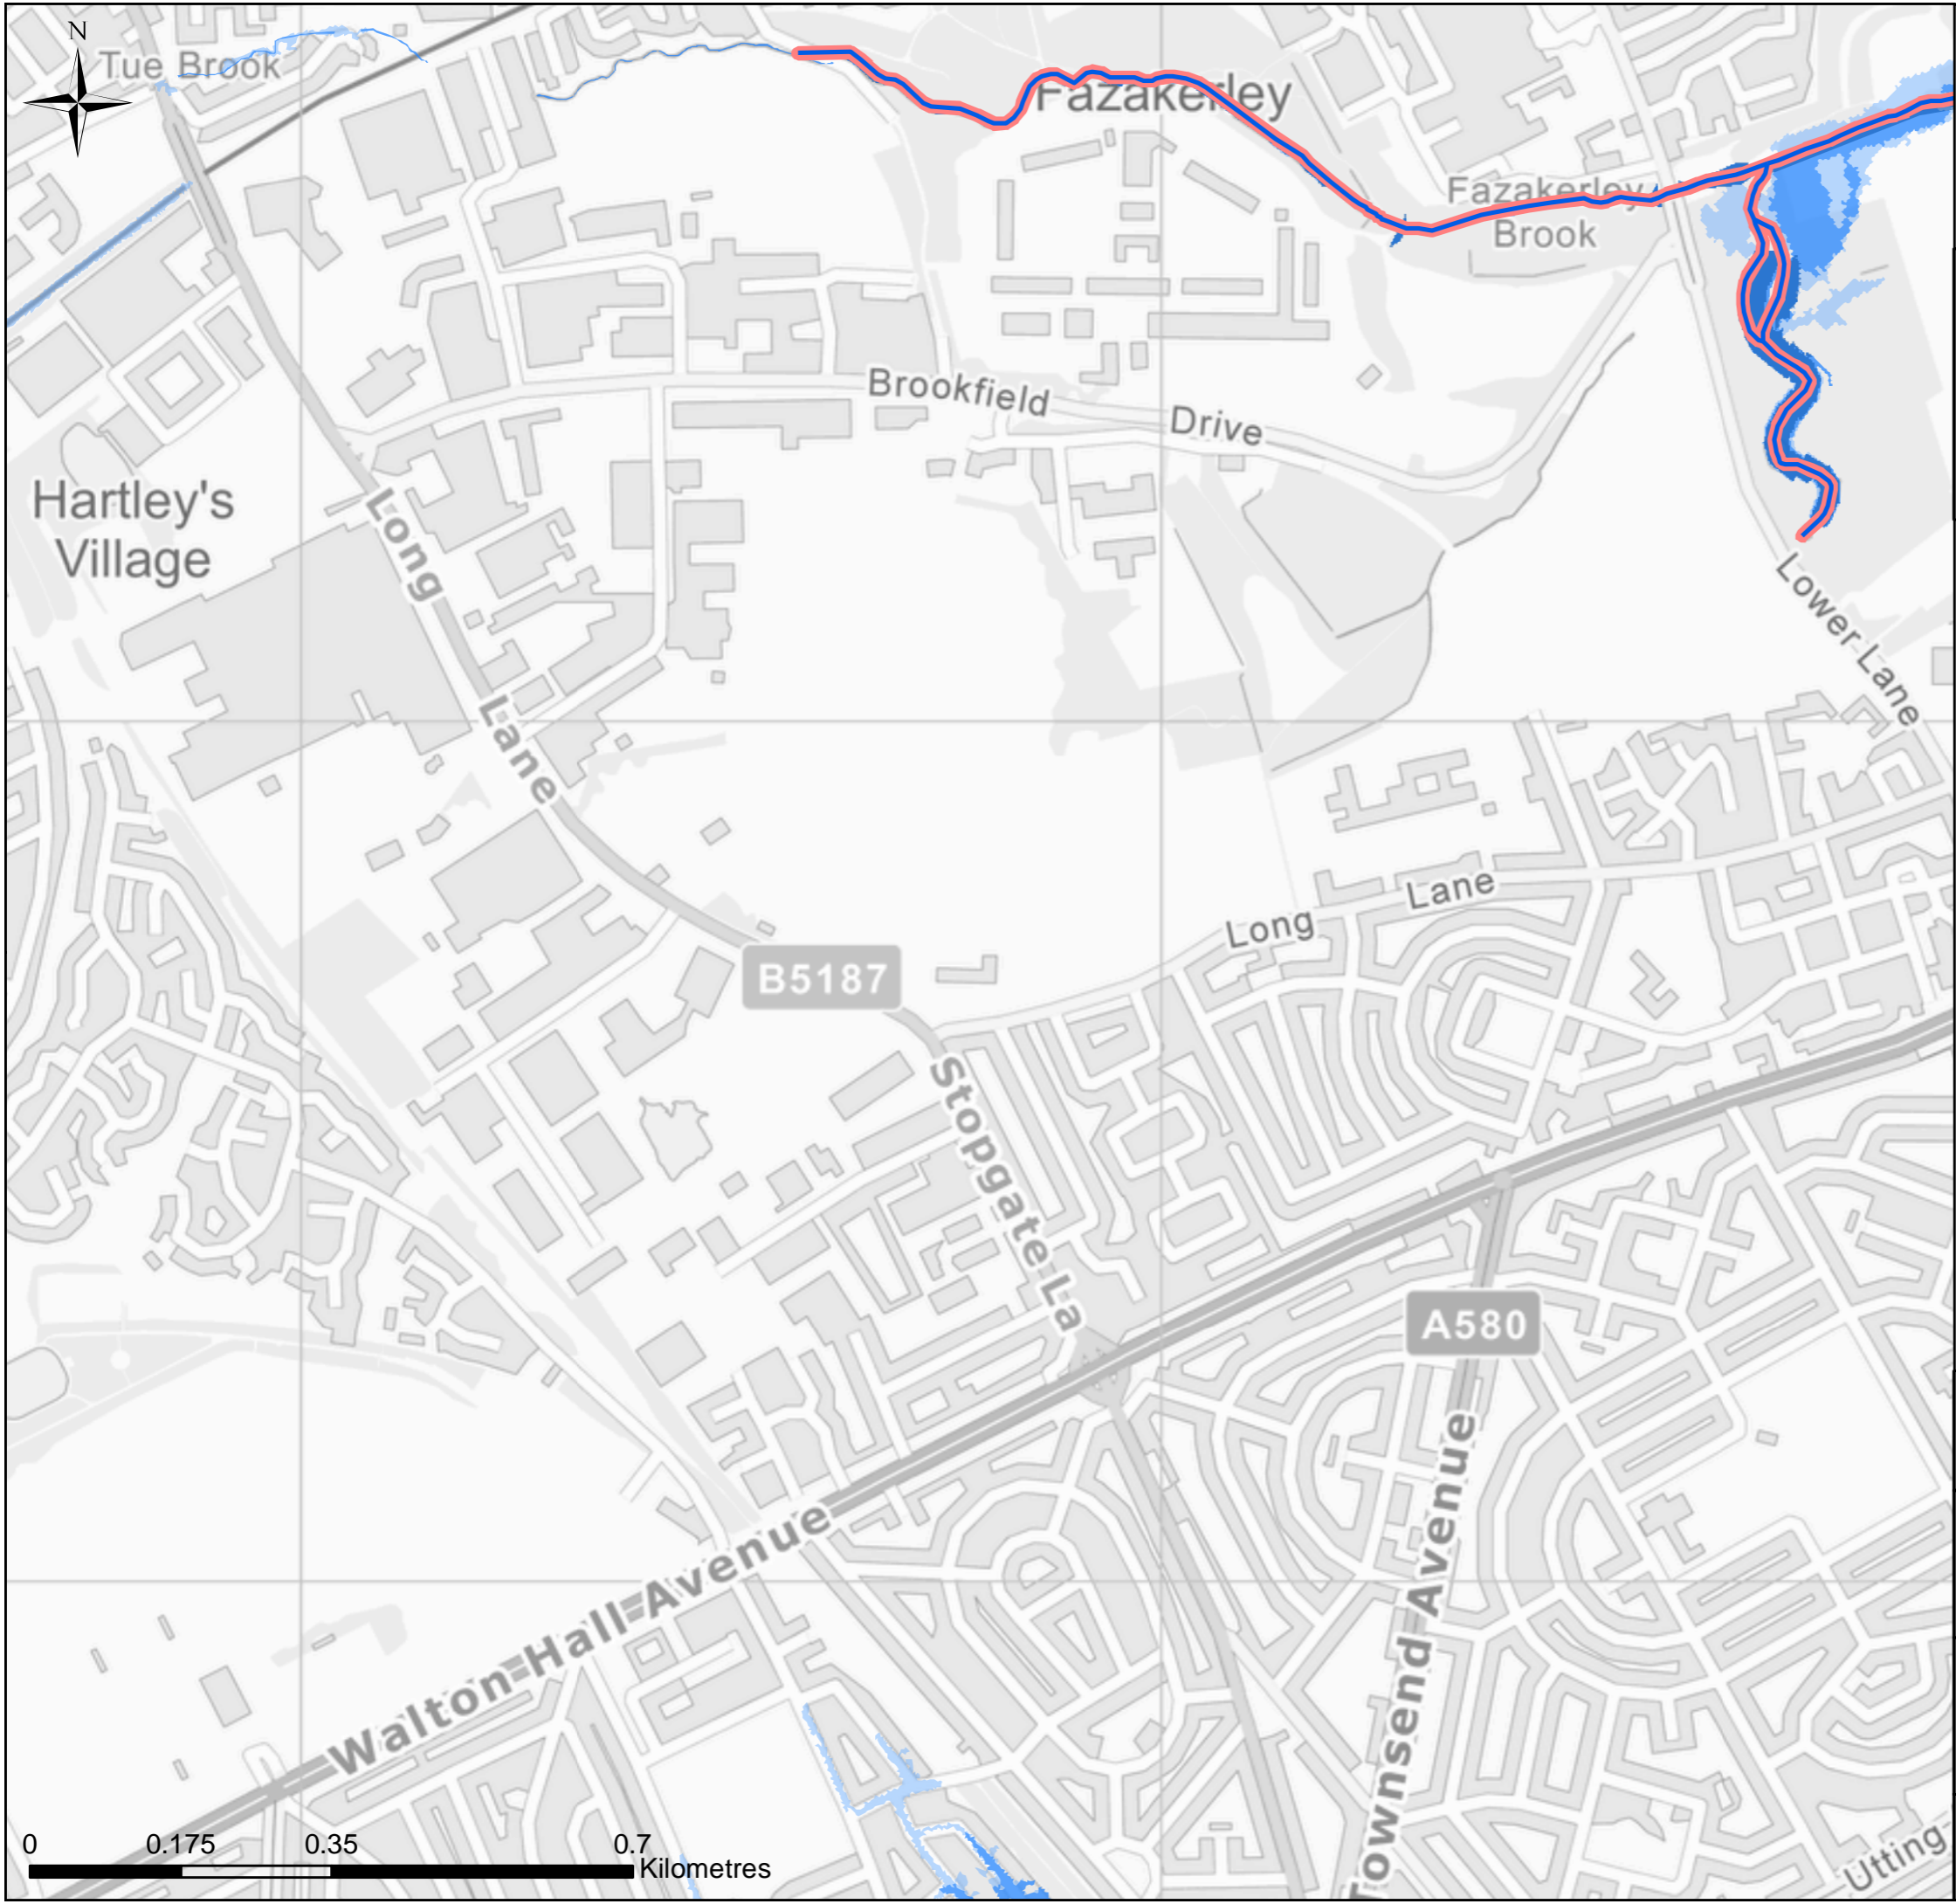 N
Tue Brook
Fazakerley
Fazakerley
Brook
Brookfield Drive
Hartley's
Village
Long Lane
Lower Lane
Long Lane
B5187
Stopgate La
A580
Walton Hall Avenue
Townsend Avenue
Utting
0 0.175 0.35 0.7
Kilometres